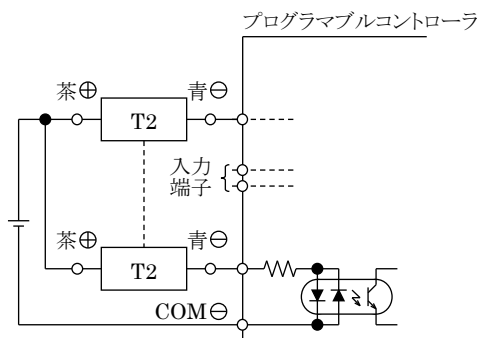 プログラマブルコントローラ
茶⊕ 青⊖
T2
入力
端子
茶⊕ 青⊖
T2
COM⊖